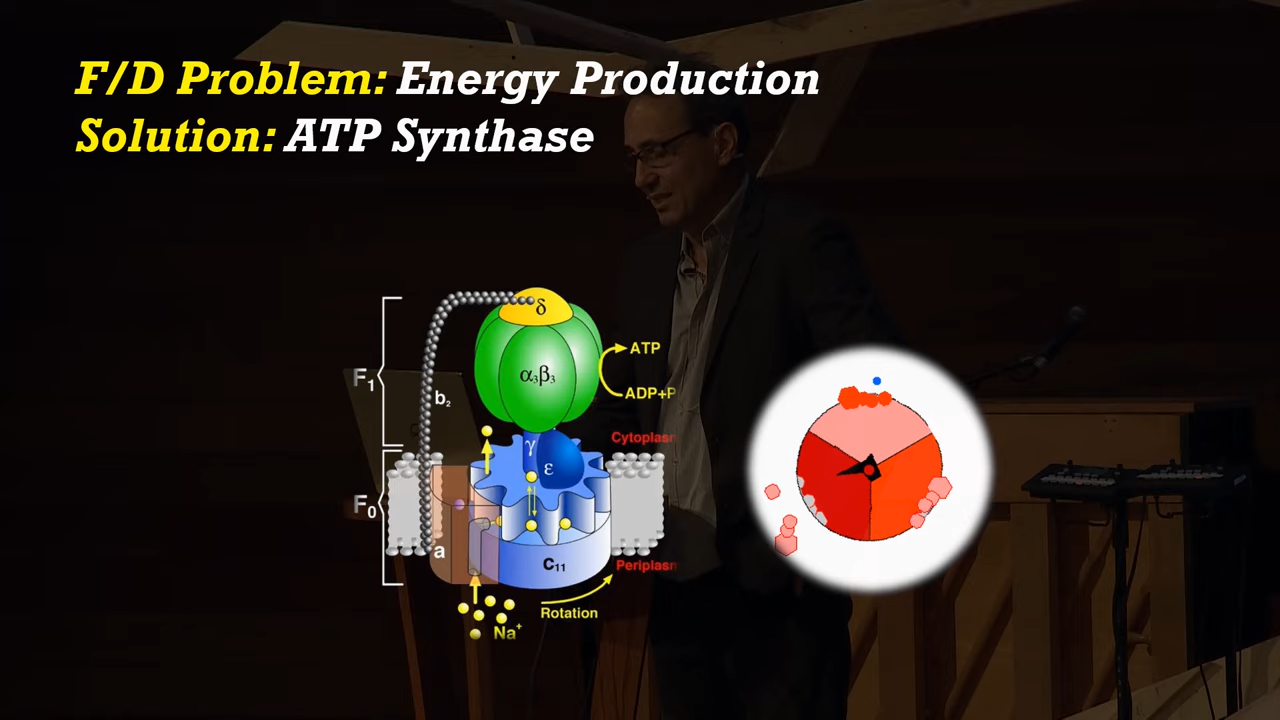 F/D Problem: Energy Production
Solution: ATP Synthase
δ
F₁
α₃β₃
ATP
ADP+P
b₂
Cytoplasm
γ
ε
F₀
a
C₁₁
Periplasm
Rotation
Na⁺